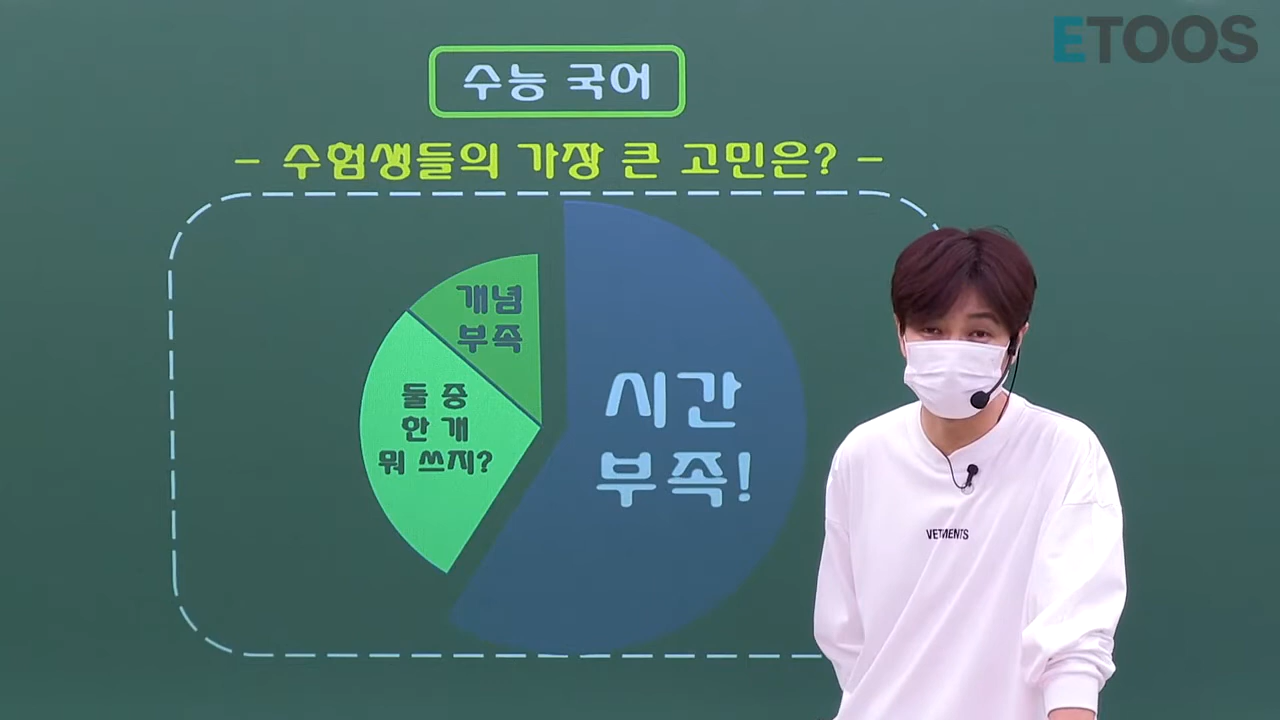 ETOOS
수능 국어
- 수험생들의 가장 큰 고민은? -
개념
부족
둘 중
한 개
뭐 쓰지?
시간
부족!
VETEMENTS